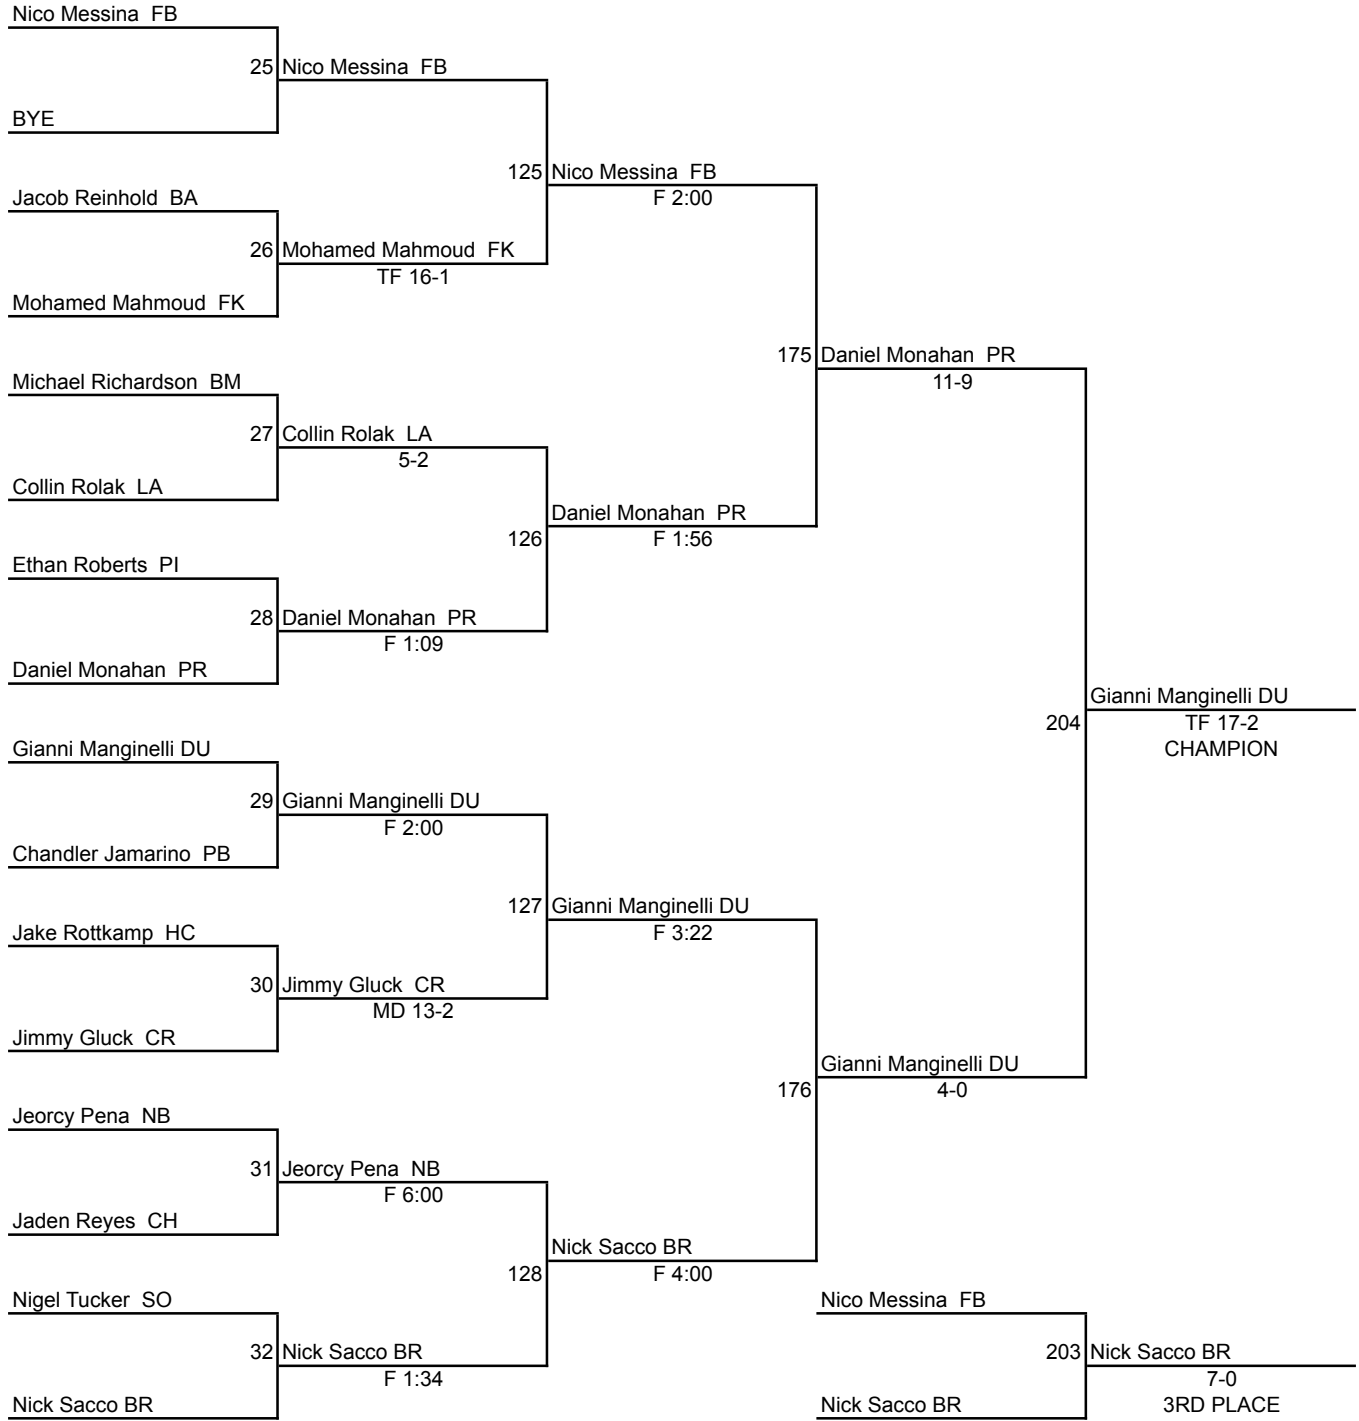 Nico Messina  FB
25 Nico Messina  FB
BYE
125 Nico Messina  FB
F 2:00
Jacob Reinhold  BA
26 Mohamed Mahmoud  FK
TF 16-1
Mohamed Mahmoud  FK
175 Daniel Monahan  PR
11-9
Michael Richardson  BM
27 Collin Rolak  LA
5-2
Collin Rolak  LA
Daniel Monahan  PR
126
F 1:56
Ethan Roberts  PI
28 Daniel Monahan  PR
F 1:09
Daniel Monahan  PR
Gianni Manginelli DU
204
TF 17-2
CHAMPION
Gianni Manginelli DU
29 Gianni Manginelli DU
F 2:00
Chandler Jamarino  PB
127 Gianni Manginelli DU
F 3:22
Jake Rottkamp  HC
30 Jimmy Gluck  CR
MD 13-2
Jimmy Gluck  CR
Gianni Manginelli DU
176
4-0
Jeorcy Pena  NB
31 Jeorcy Pena  NB
F 6:00
Jaden Reyes  CH
Nick Sacco BR
128
F 4:00
Nigel Tucker  SO
Nico Messina  FB
32 Nick Sacco BR
F 1:34
203 Nick Sacco BR
7-0
3RD PLACE
Nick Sacco BR
Nick Sacco BR